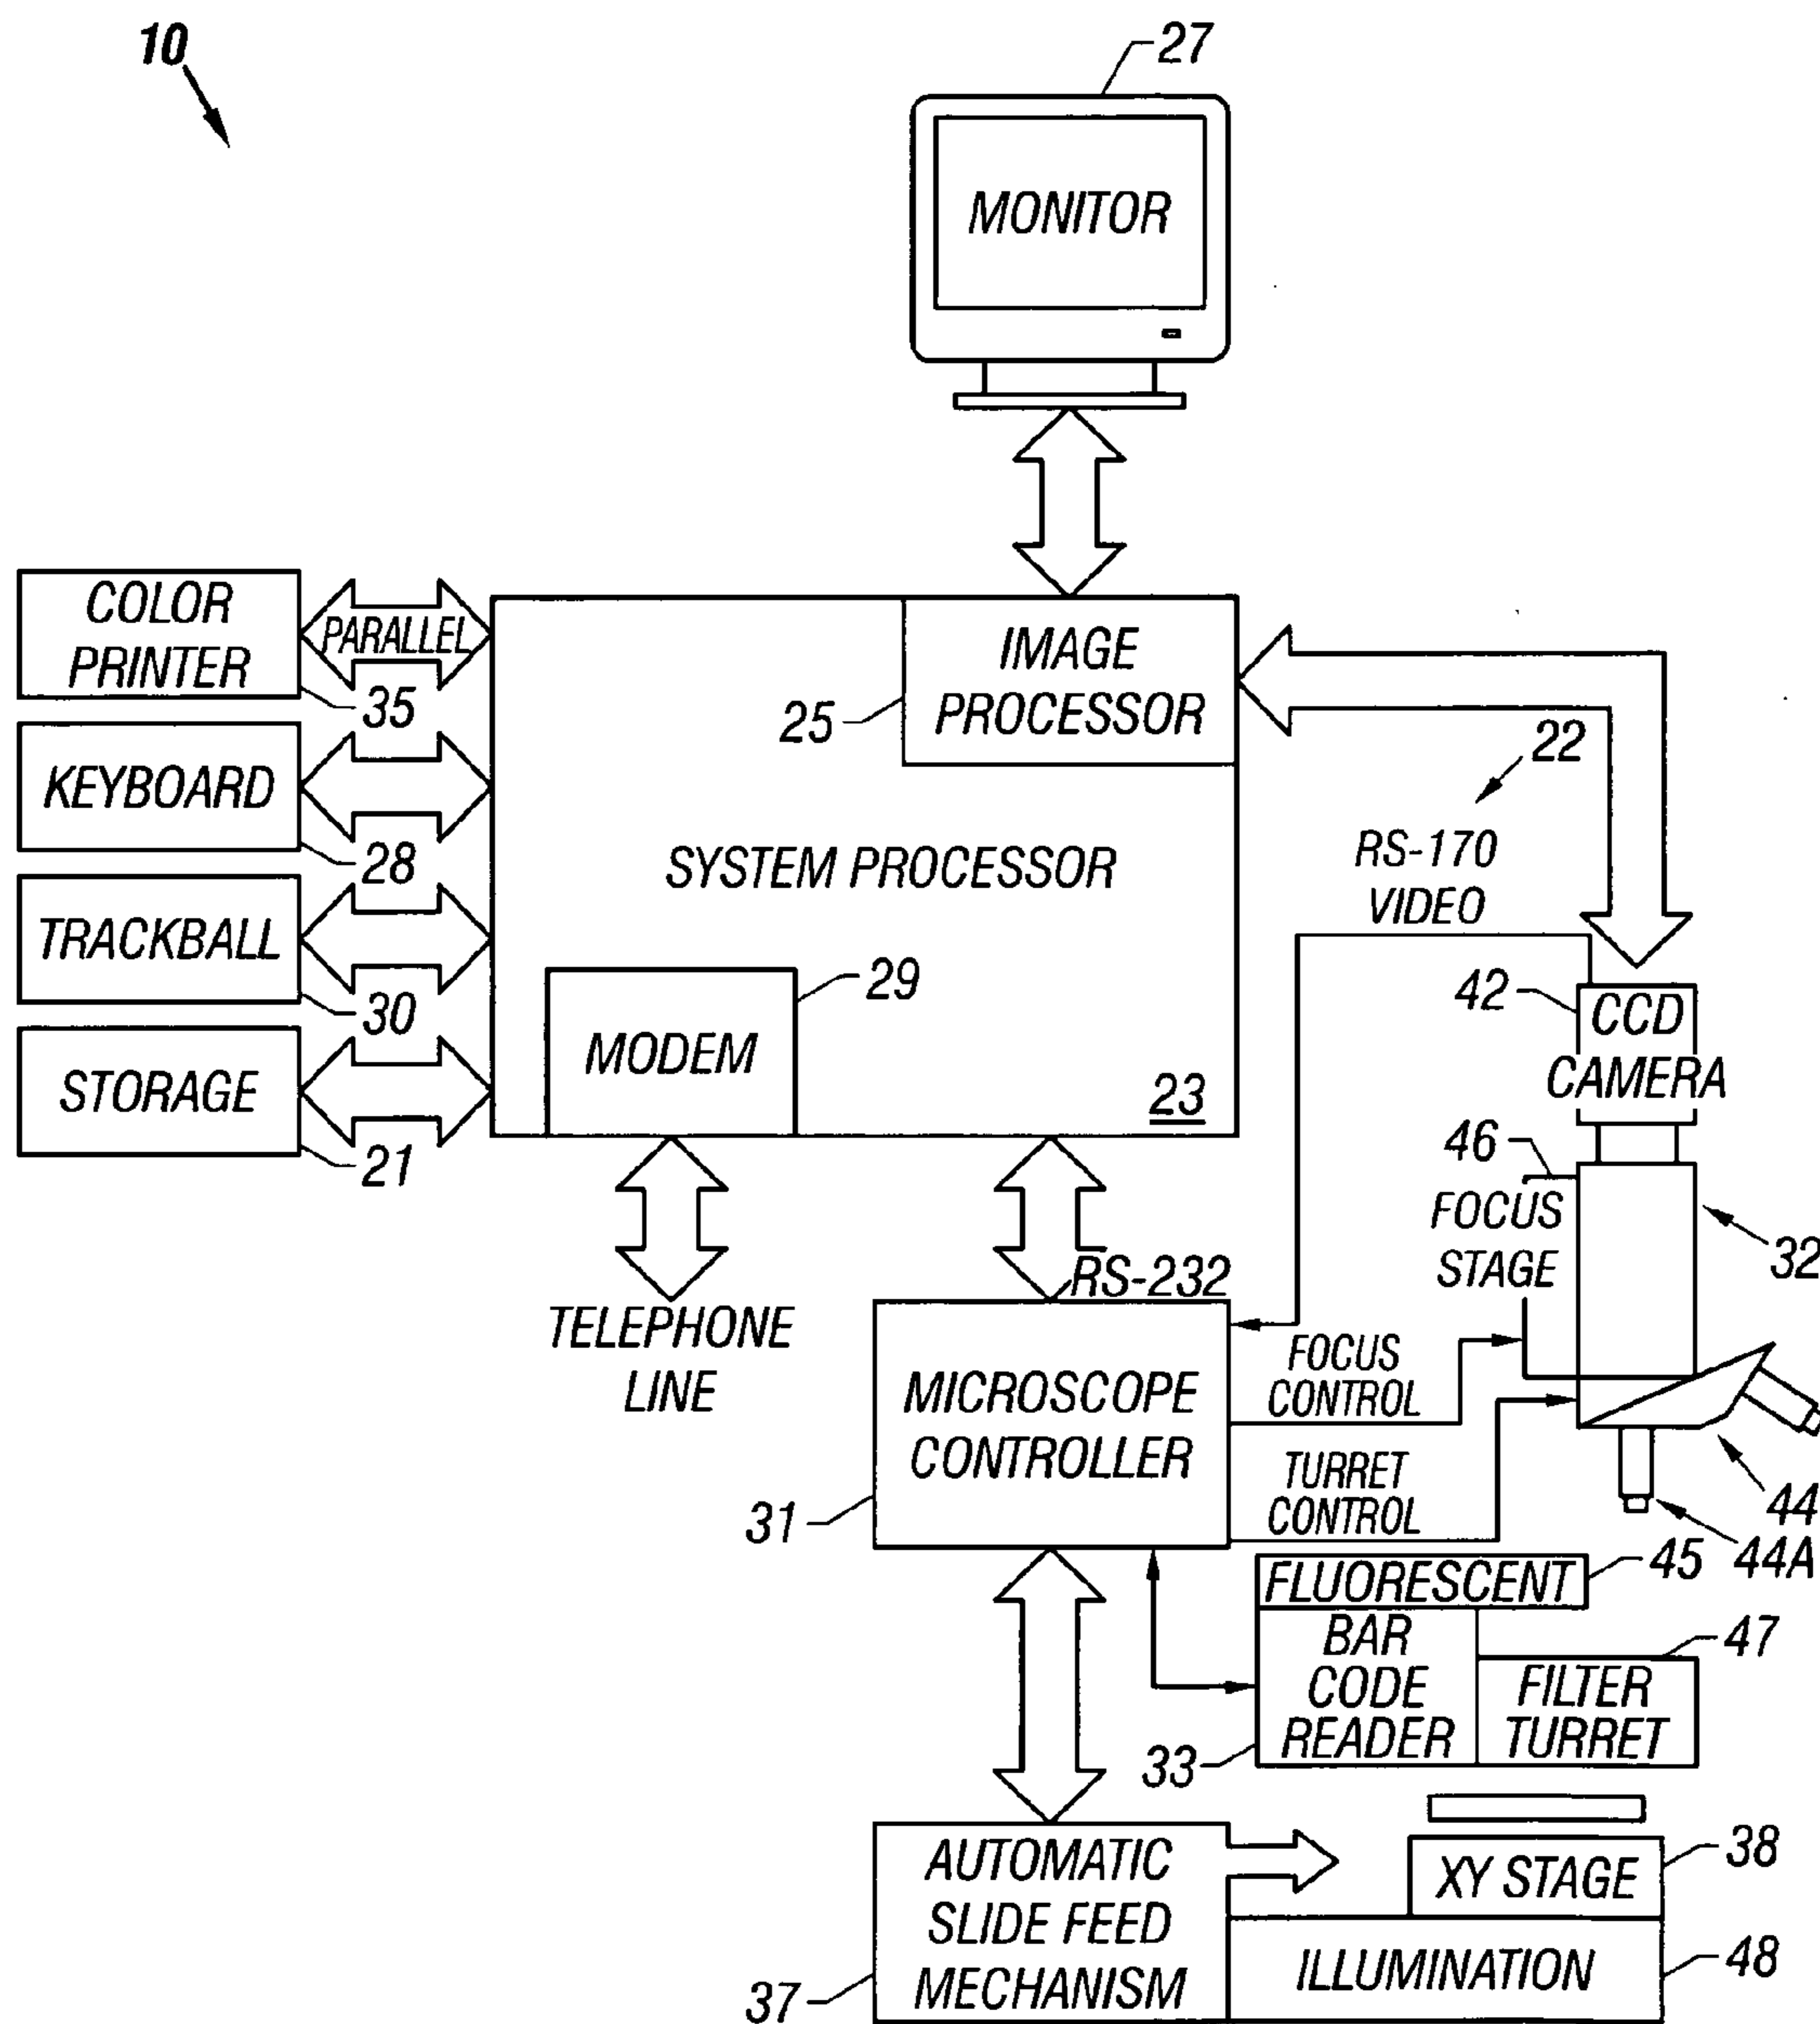 10
27
MONITOR
COLOR
PRINTER
PARALLEL
35
KEYBOARD
28
TRACKBALL
30
STORAGE
21
IMAGE
PROCESSOR
25
SYSTEM PROCESSOR
MODEM
29
23
22
RS-170
VIDEO
42
CCD
CAMERA
46
FOCUS
STAGE
32
TELEPHONE
LINE
RS-232
MICROSCOPE
CONTROLLER
31
FOCUS
CONTROL
TURRET
CONTROL
44
44A
FLUORESCENT
45
BAR
CODE
READER
33
47
FILTER
TURRET
AUTOMATIC
SLIDE FEED
MECHANISM
37
XY STAGE
38
ILLUMINATION
48